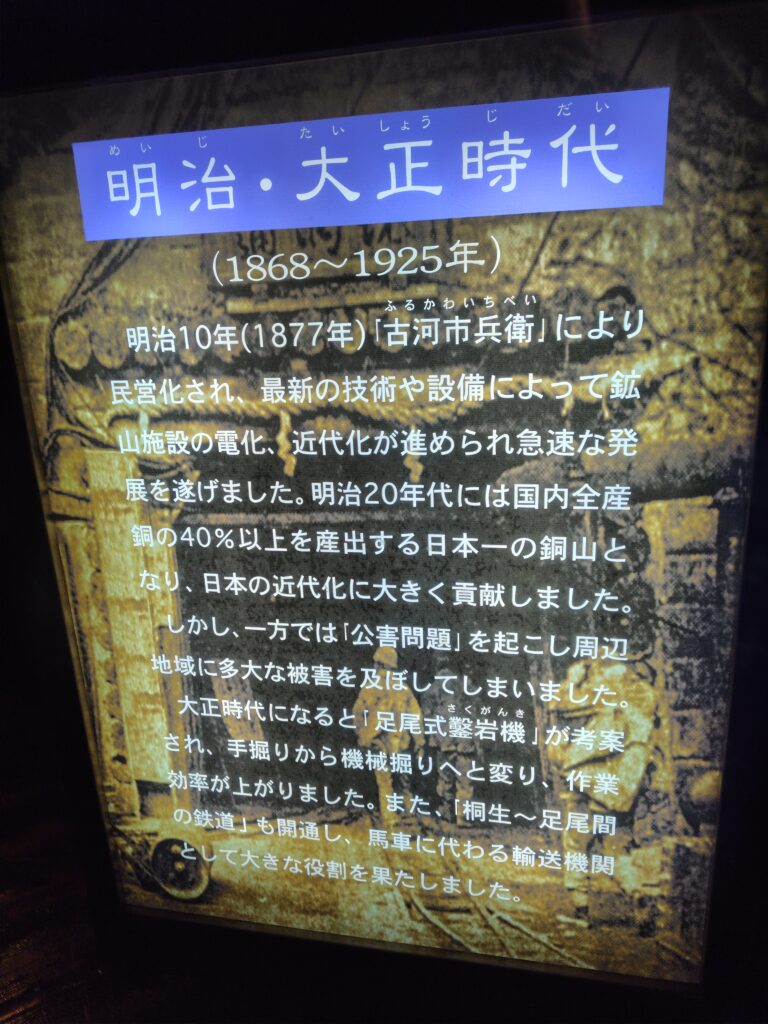 めいじ たいしょうじだい
明治・大正時代
(1868～1925年)
ふるかわいちべい
明治10年(1877年)「古河市兵衛」により
民営化され、最新の技術や設備によって鉱
山施設の電化、近代化が進められ急速な発
展を遂げました。明治20年代には国内全産
銅の40%以上を産出する日本一の銅山と
なり、日本の近代化に大きく貢献しました。
しかし、一方では「公害問題」を起こし周辺
地域に多大な被害を及ぼしてしまいました。
さくがんき
大正時代になると「足尾式鑿岩機」が考案
され、手掘りから機械掘りへと変り、作業
効率が上がりました。また、「桐生～足尾間
の鉄道」も開通し、馬車に代わる輸送機関
として大きな役割を果たしました。